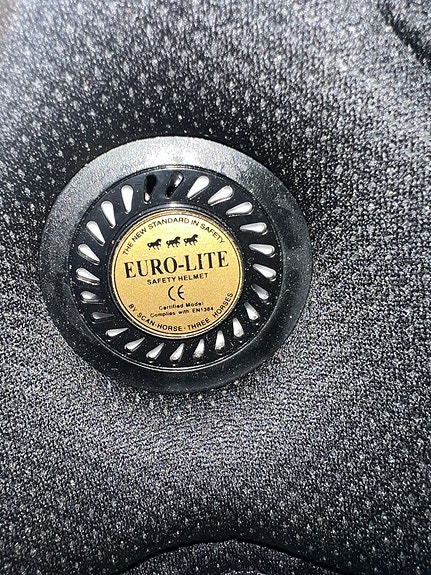 THE NEW STANDARD IN SAFETY
EURO-LITE
SAFETY HELMET
CE
Certified Model
Complies with EN1384
BY SCAN-HORSE-THREE HORSES